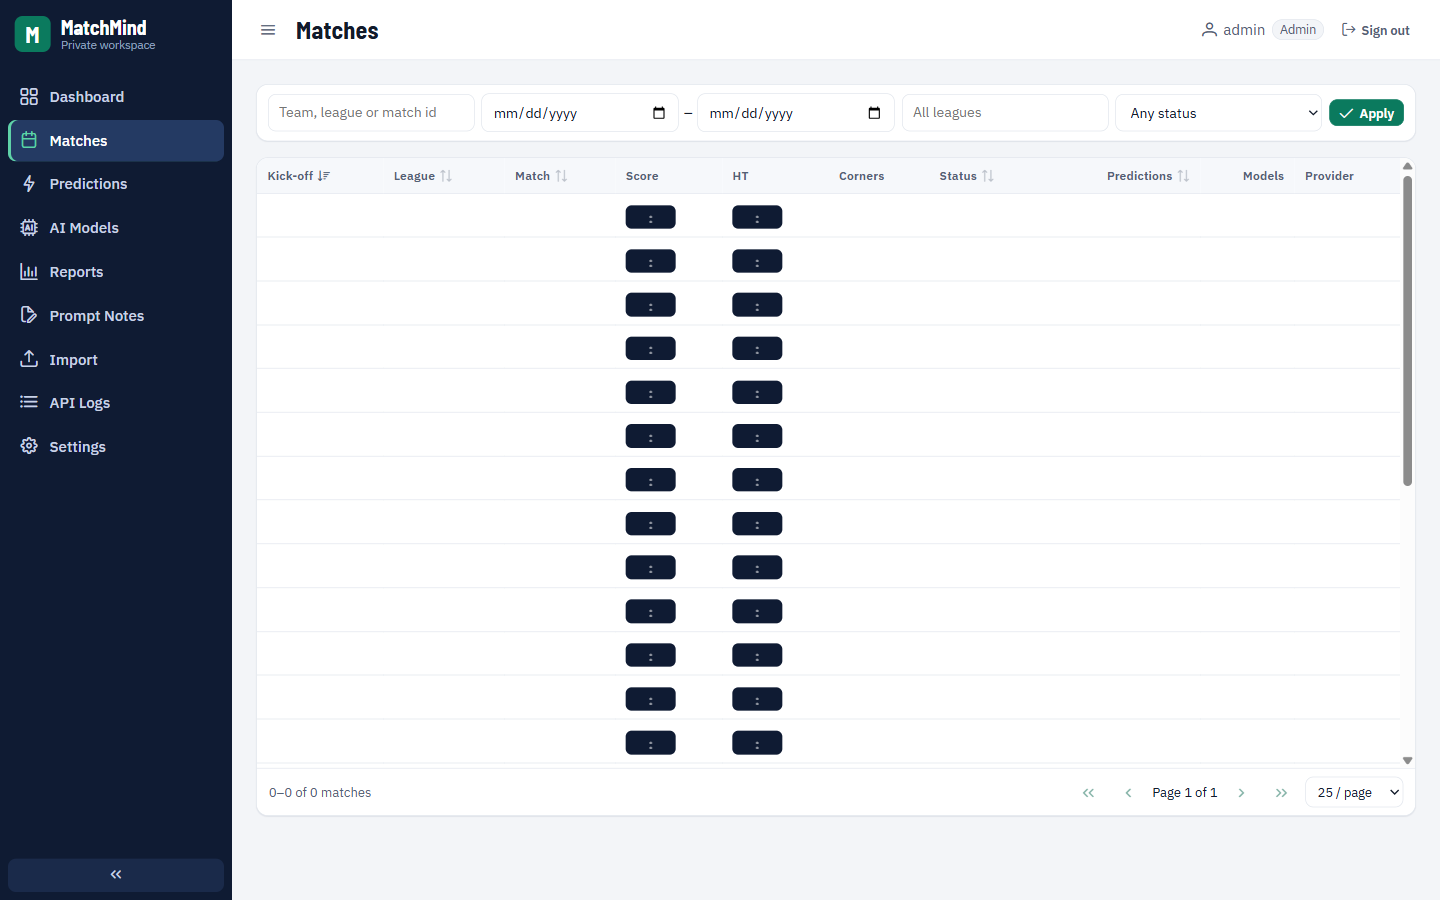 M
MatchMind
Private workspace
Dashboard
Matches
Predictions
AI Models
Reports
Prompt Notes
Import
API Logs
Settings
Matches
admin Admin Sign out
Team, league or match id mm/dd/yyyy – mm/dd/yyyy All leagues Any status Apply
Kick-off League Match Score HT Corners Status Predictions Models Provider
: :
: :
: :
: :
: :
: :
: :
: :
: :
: :
: :
: :
: :
0–0 of 0 matches Page 1 of 1 25 / page